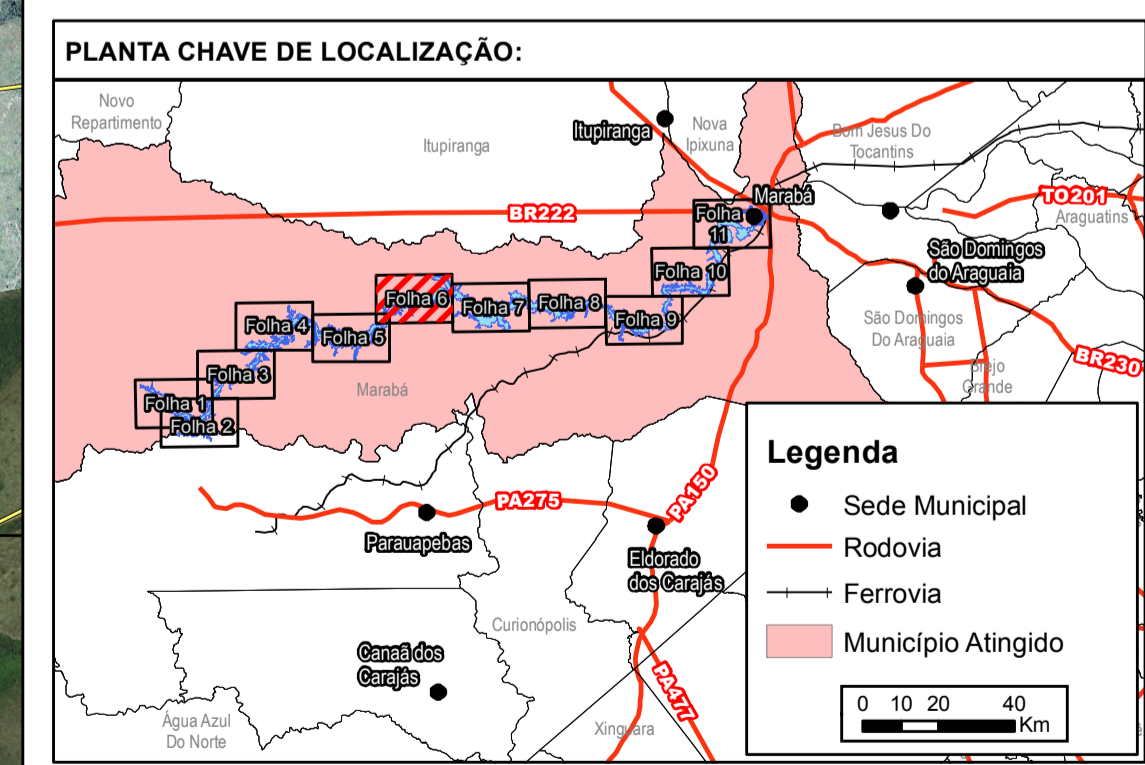 PLANTA CHAVE DE LOCALIZAÇÃO:
Novo
Repartimento
Itupiranga
Itupiranga
Nova
Ipixuna
Bom Jesus Do
Tocantins
Marabá
BR222
TO201
Araguatins
Folha
11
São Domingos
do Araguaia
Folha 10
Folha 6
Folha 7
Folha 8
Folha 9
Folha 4
Folha 5
São Domingos
Do Araguaia
BR230
Brejo
Grande
Folha 3
Marabá
Folha 1
Folha 2
PA150
PA275
Parauapebas
Eldorado
dos Carajás
Curionópolis
Canaã dos
Carajás
PA477
Água Azul
Do Norte
Xinguara
Legenda
Sede Municipal
Rodovia
Ferrovia
Município Atingido
0 10 20 40
Km